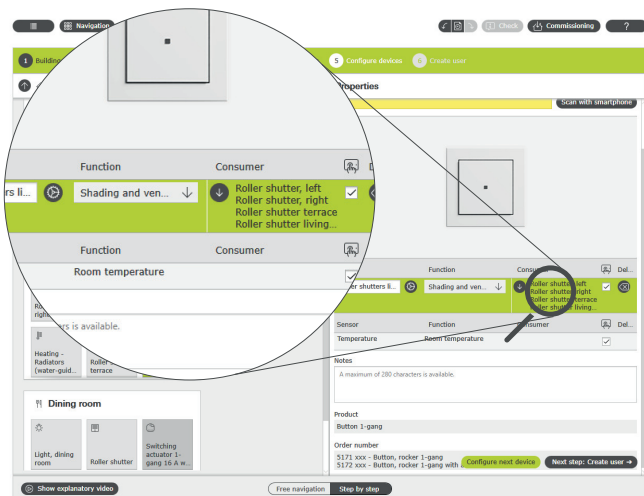 Navigation
Check
Commissioning
?
1 Building
5 Configure devices
6 Create user
Properties
Scan with smartphone
Function
Consumer
rs li...
Shading and ven...
Roller shutter, left
Roller shutter, right
Roller shutter terrace
Roller shutter living...
Function
Consumer
Room temperature
rs is available.
Function
Consumer
Del...
er shutters li...
Shading and ven...
Roller shutter, left
Roller shutter, right
Roller shutter terrace
Roller shutter living...
Sensor
Function
Consumer
Del...
Temperature
Room temperature
Notes
A maximum of 280 characters is available.
Product
Button 1-gang
Order number
5171 xxx - Button, rocker 1-gang
5172 xxx - Button, rocker 1-gang with
Configure next device
Next step: Create user
Heating -
Radiators
(water-guid...
Roller
terrace
Dining room
Light, dining
room
Roller shutter
Switching
actuator 1-
gang 16 A w...
Show explanatory video
Free navigation
Step by step